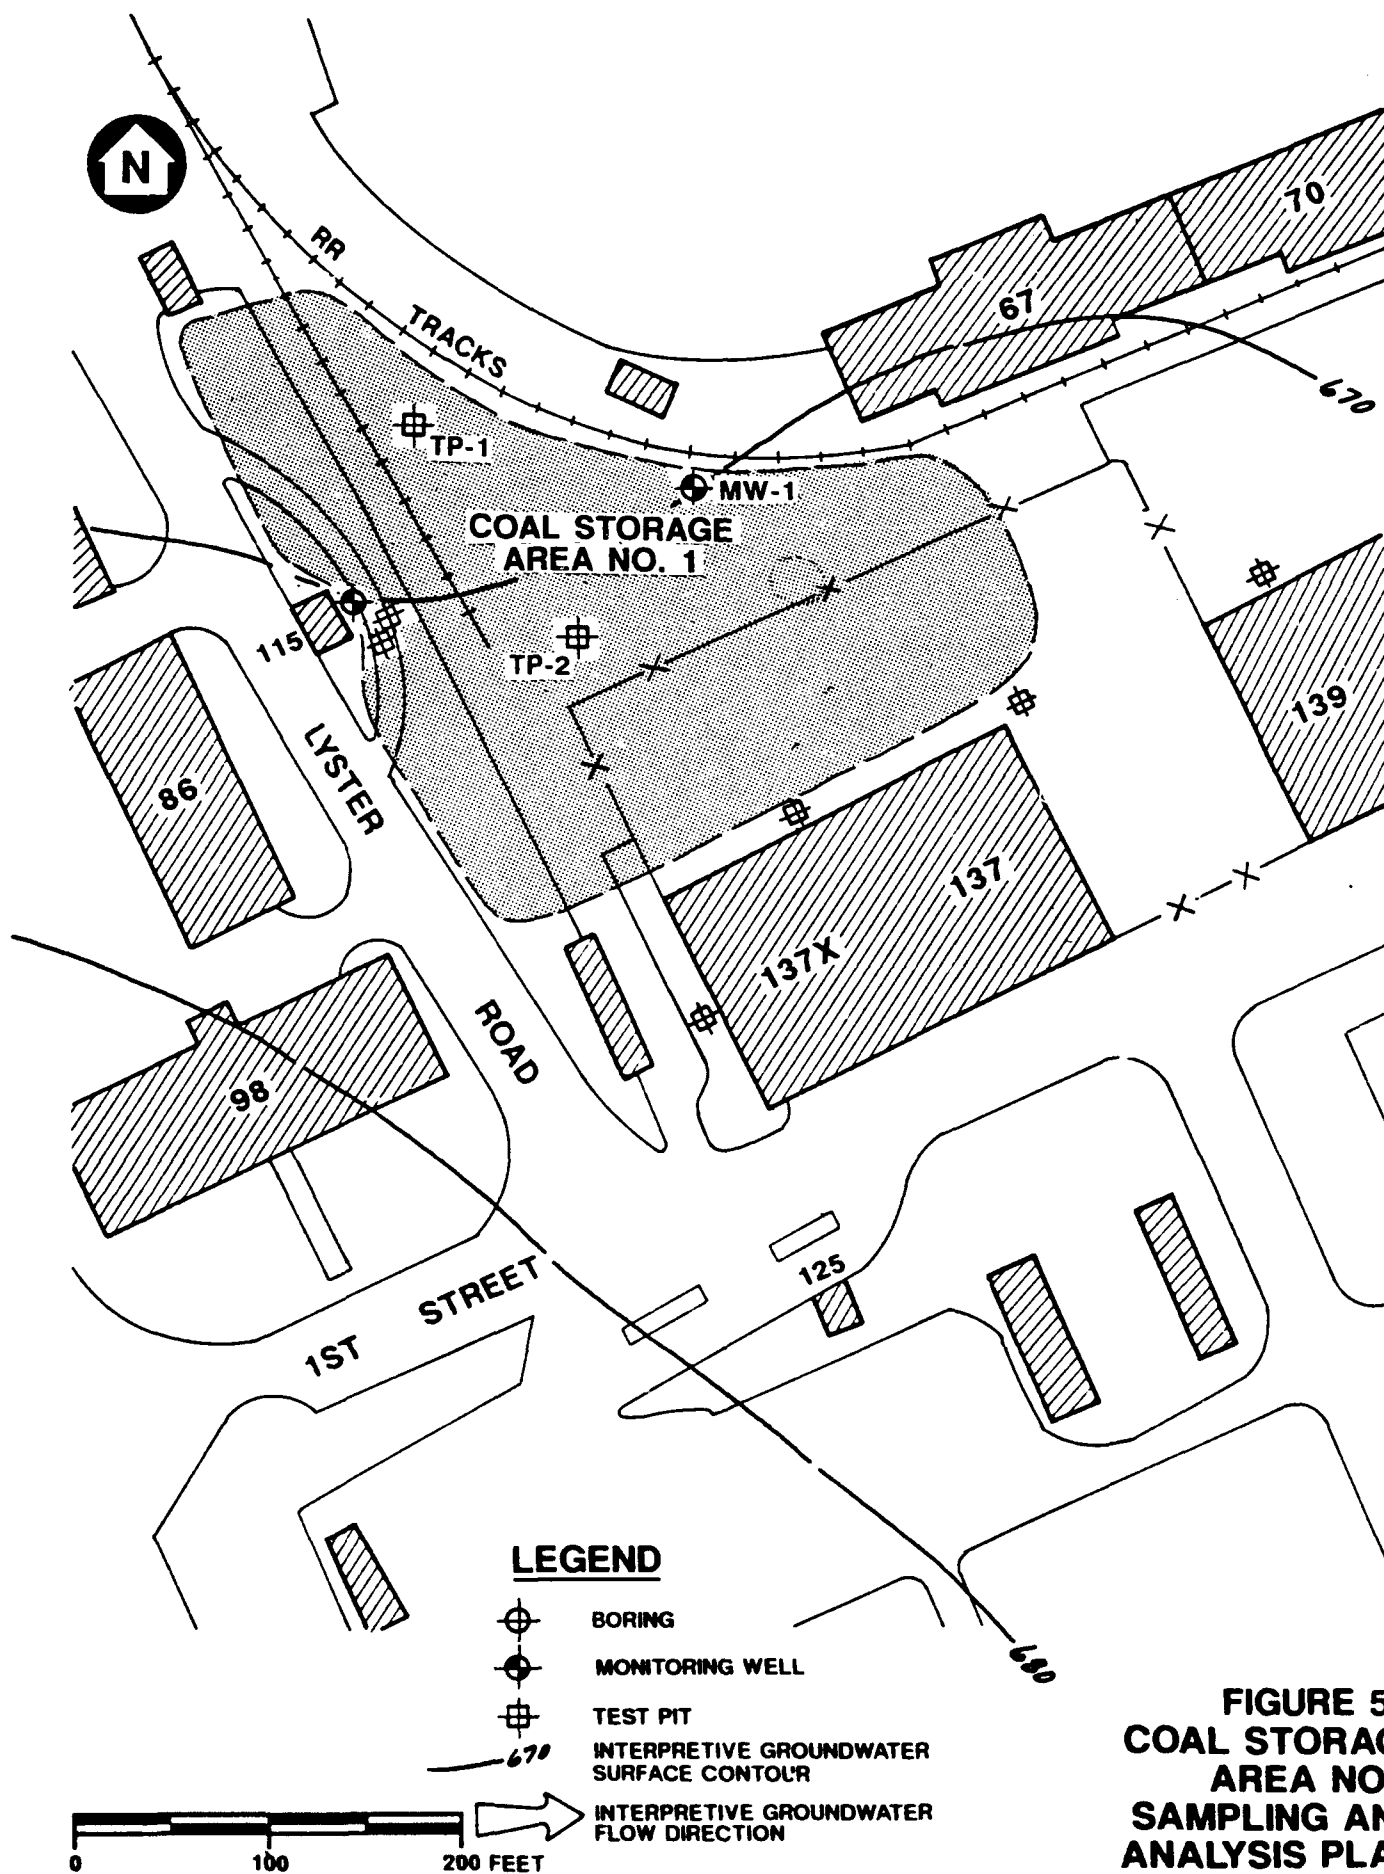 N
RR
TRACKS
70
67
670
TP-1
MW-1
COAL STORAGE
AREA NO. 1
115
TP-2
139
86
LYSTER
137
137X
ROAD
98
125
1ST STREET
680
LEGEND
BORING
MONITORING WELL
TEST PIT
670 INTERPRETIVE GROUNDWATER
SURFACE CONTOUR
INTERPRETIVE GROUNDWATER
FLOW DIRECTION
0 100 200 FEET
FIGURE 5
COAL STORAG
AREA NO
SAMPLING AN
ANALYSIS PLA